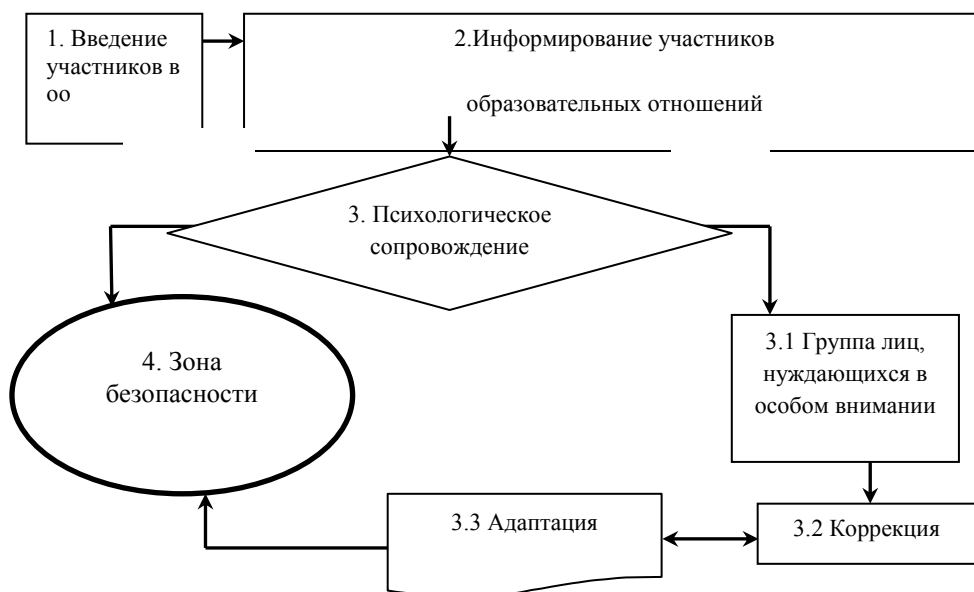 1. Введение
участников в
оо
2.Информирование участников
образовательных отношений
3. Психологическое
сопровождение
4. Зона
безопасности
3.1 Группа лиц,
нуждающихся в
особом внимании
3.3 Адаптация
3.2 Коррекция